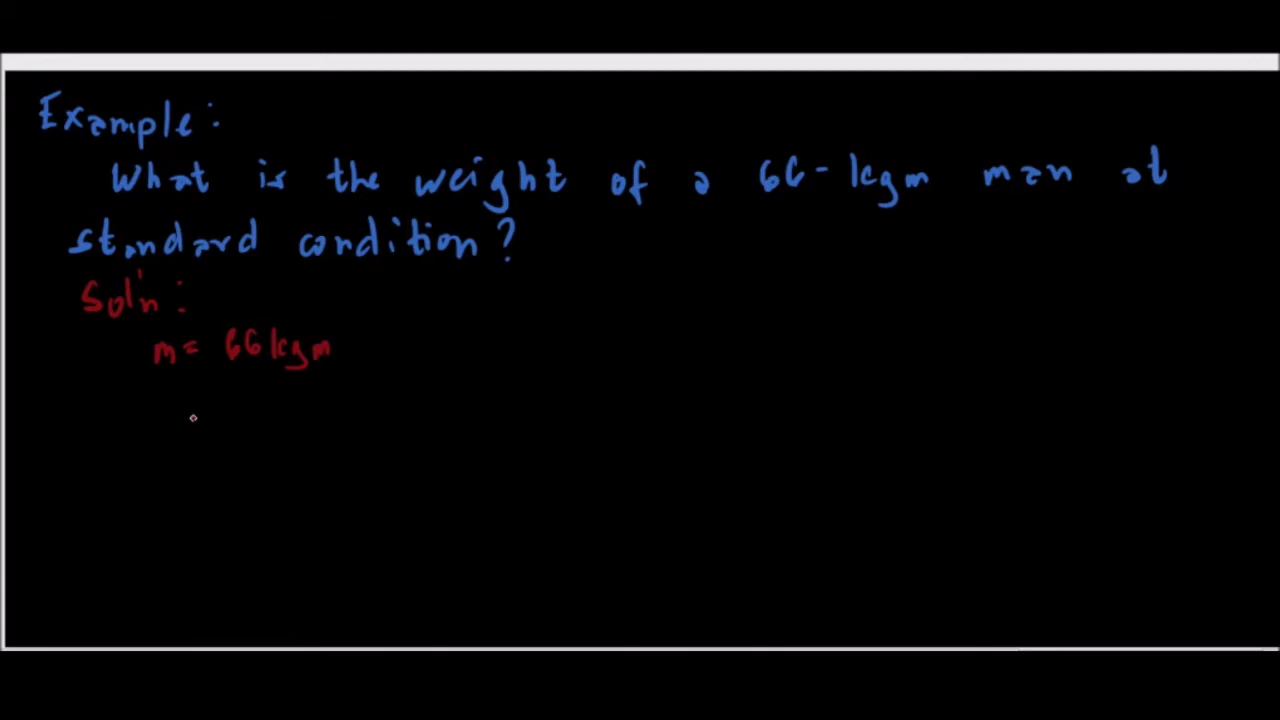 Example:
What is the weight of a 66-kgm man at
standard condition?
Sol'n:
m = 66 kgm